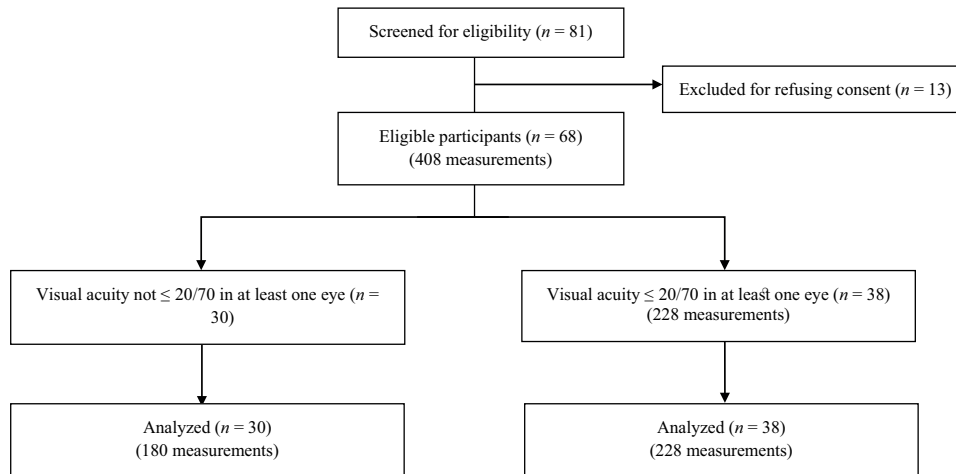 Screened for eligibility (n = 81)
Excluded for refusing consent (n = 13)
Eligible participants (n = 68)
(408 measurements)
Visual acuity not ≤ 20/70 in at least one eye (n =
30)
Visual acuity ≤ 20/70 in at least one eye (n = 38)
(228 measurements)
Analyzed (n = 30)
(180 measurements)
Analyzed (n = 38)
(228 measurements)